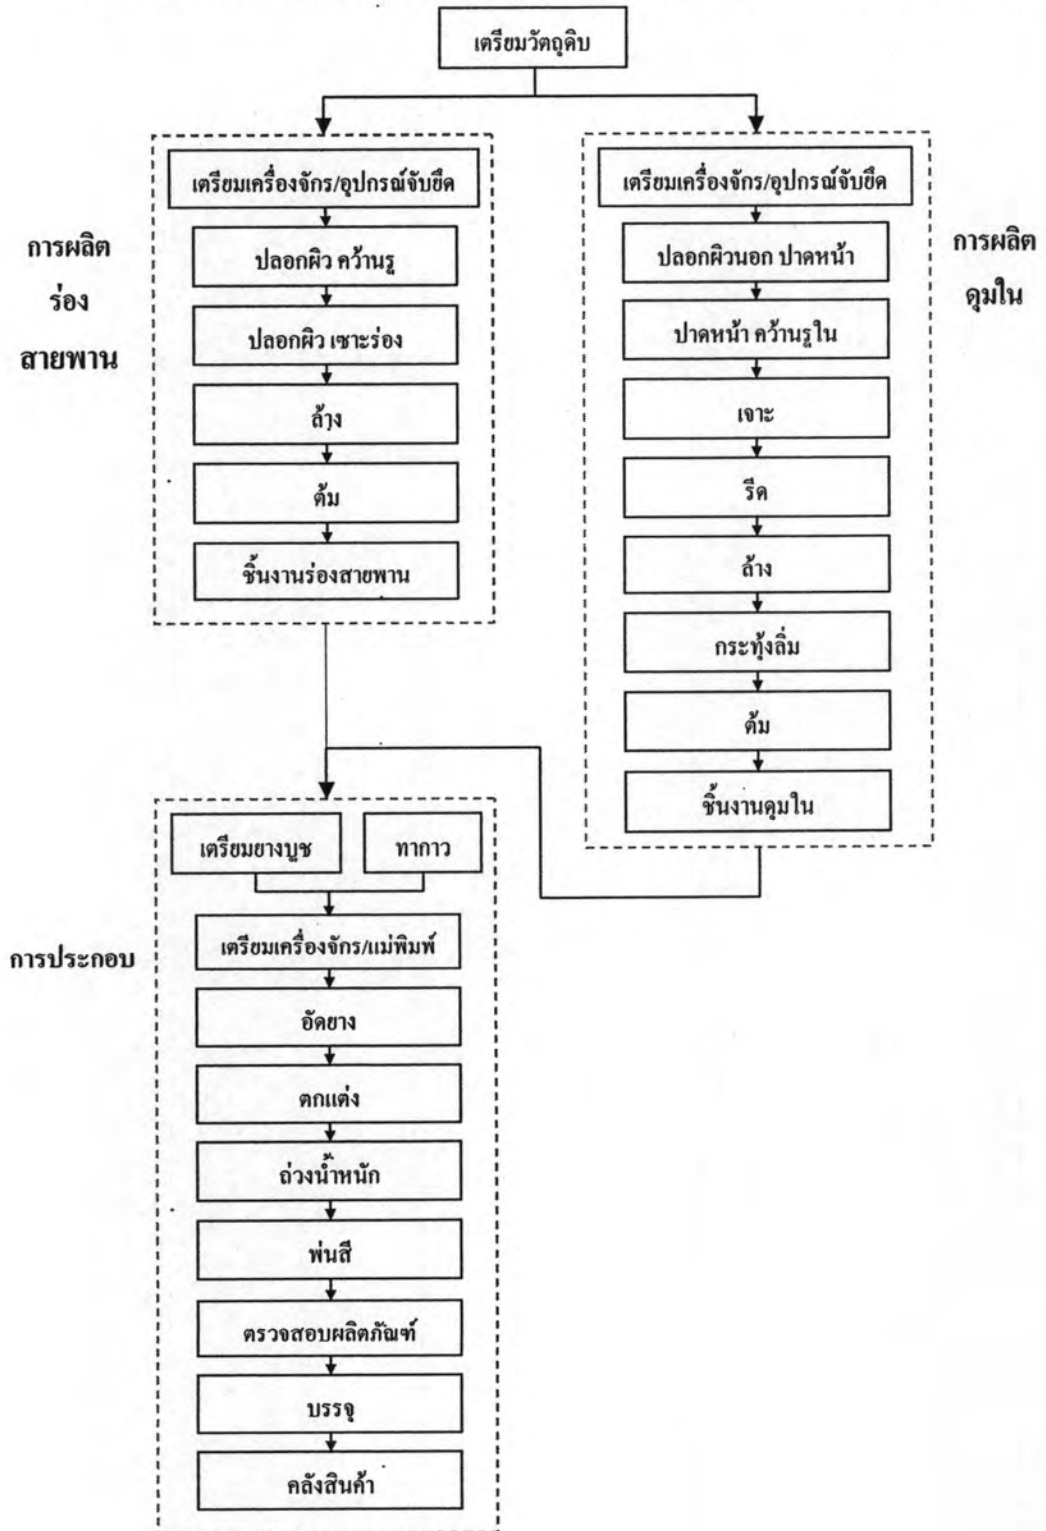 เตรียมวัตถุดิบ
การผลิต
ร่อง
สายพาน
เตรียมเครื่องจักร/อุปกรณ์จับยึด
ปลอกผิว คว้านรู
ปลอกผิว เซาะร่อง
ล้าง
ต้ม
ชิ้นงานร่องสายพาน
การผลิต
ดุมใน
เตรียมเครื่องจักร/อุปกรณ์จับยึด
ปลอกผิวนอก ปาดหน้า
ปาดหน้า คว้านรูใน
เจาะ
รีด
ล้าง
กระทุ้งลิ่ม
ต้ม
ชิ้นงานดุมใน
การประกอบ
เตรียมยางบูช
ทากาว
เตรียมเครื่องจักร/แม่พิมพ์
อัดยาง
ตกแต่ง
ถ่วงน้ำหนัก
พ่นสี
ตรวจสอบผลิตภัณฑ์
บรรจุ
คลังสินค้า